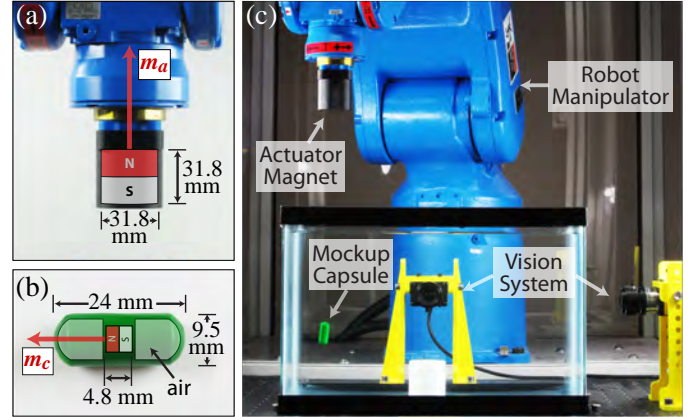 (a)
m_a
N
S
31.8
mm
31.8
mm
(b)
24 mm
N
S
m_c
9.5
mm
air
4.8 mm
(c)
Robot
Manipulator
Actuator
Magnet
Mockup
Capsule
Vision
System